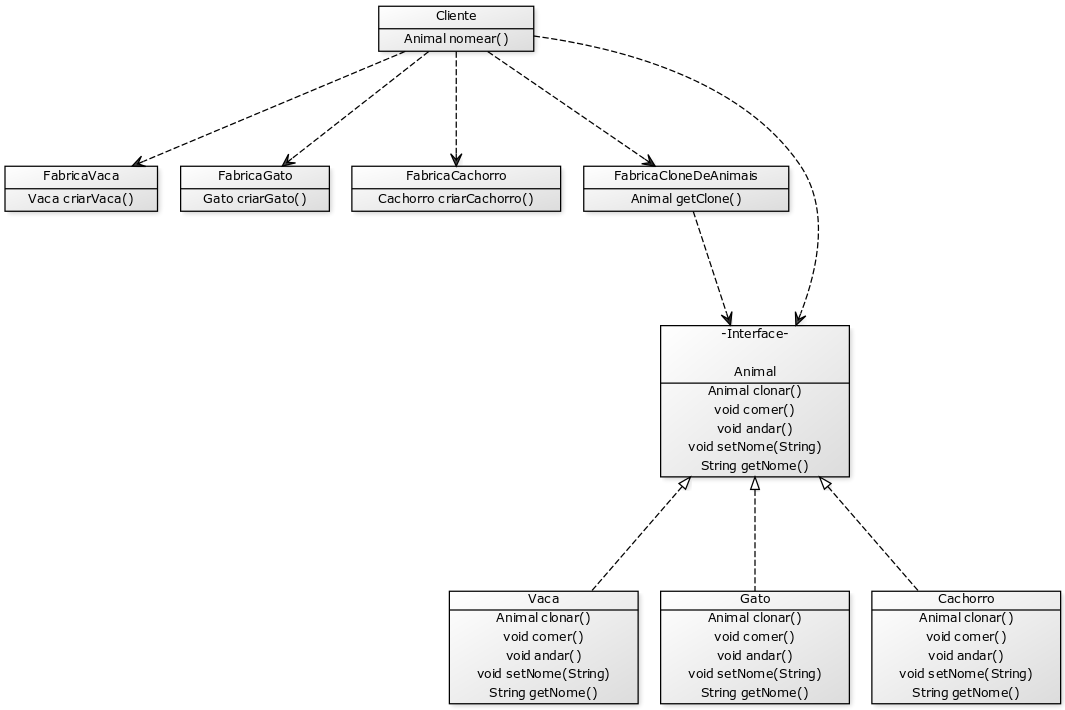 Cliente
Animal nomear()
FabricaVaca
Vaca criarVaca()
FabricaGato
Gato criarGato()
FabricaCachorro
Cachorro criarCachorro()
FabricaCloneDeAnimais
Animal getClone()
-Interface-
Animal
Animal clonar()
void comer()
void andar()
void setNome(String)
String getNome()
Vaca
Animal clonar()
void comer()
void andar()
void setNome(String)
String getNome()
Gato
Animal clonar()
void comer()
void andar()
void setNome(String)
String getNome()
Cachorro
Animal clonar()
void comer()
void andar()
void setNome(String)
String getNome()